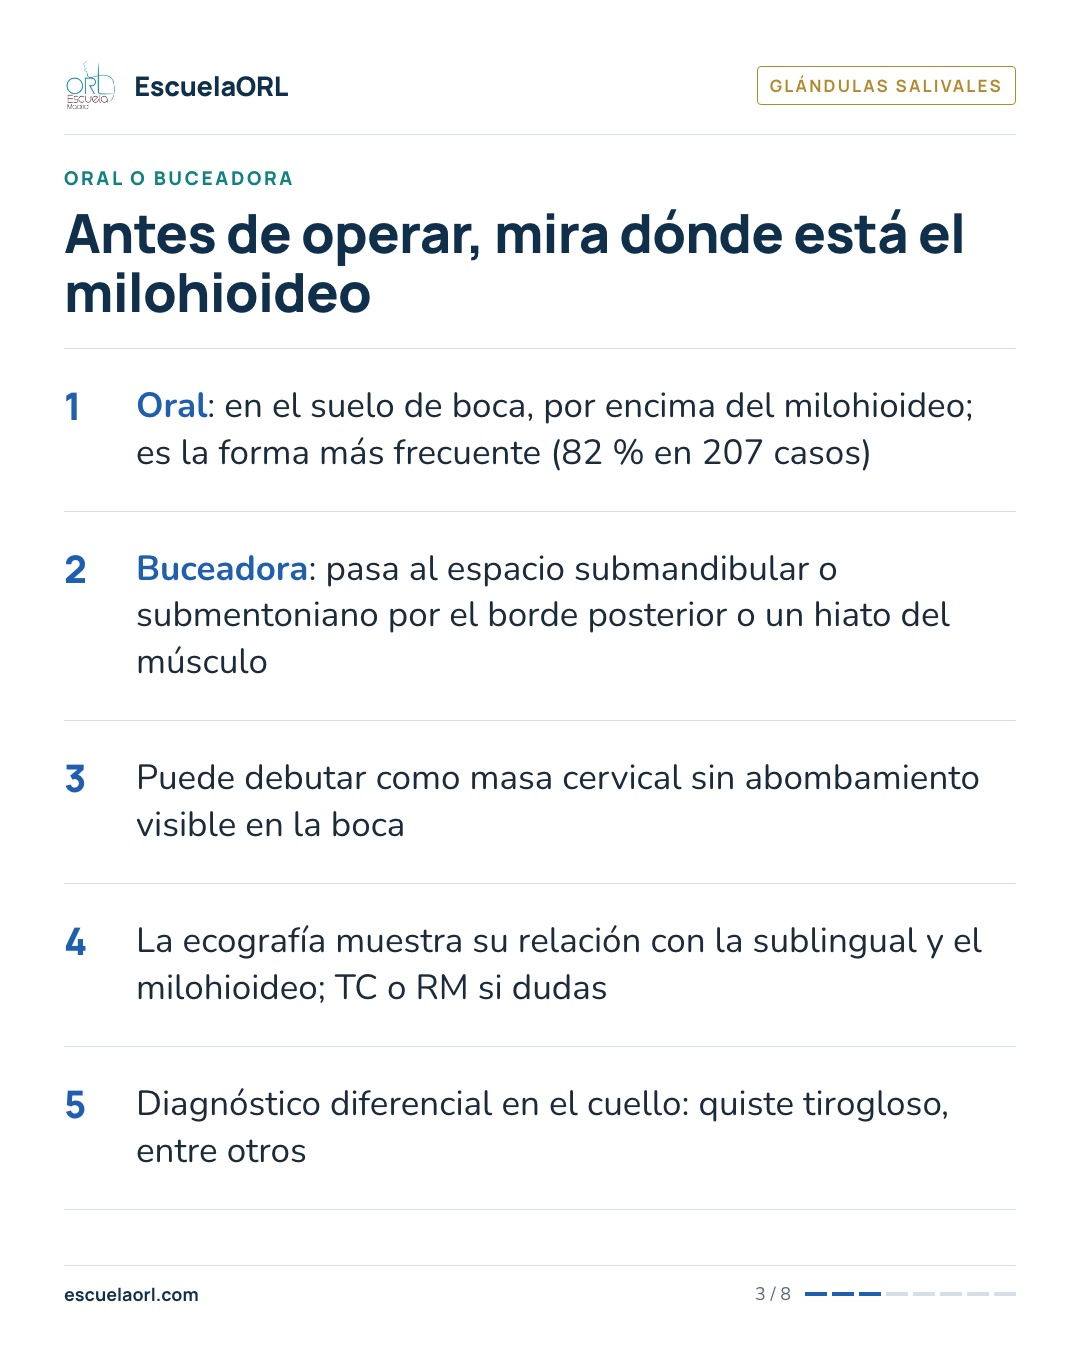 ORL
Escuela
Madrid
EscuelaORL
GLÁNDULAS SALIVALES
ORAL O BUCEADORA
Antes de operar, mira dónde está el
milohioideo
1 Oral: en el suelo de boca, por encima del milohioideo;
es la forma más frecuente (82 % en 207 casos)
2 Buceadora: pasa al espacio submandibular o
submentoniano por el borde posterior o un hiato del
músculo
3 Puede debutar como masa cervical sin abombamiento
visible en la boca
4 La ecografía muestra su relación con la sublingual y el
milohioideo; TC o RM si dudas
5 Diagnóstico diferencial en el cuello: quiste tirogloso,
entre otros
escuelaorl.com
3 / 8